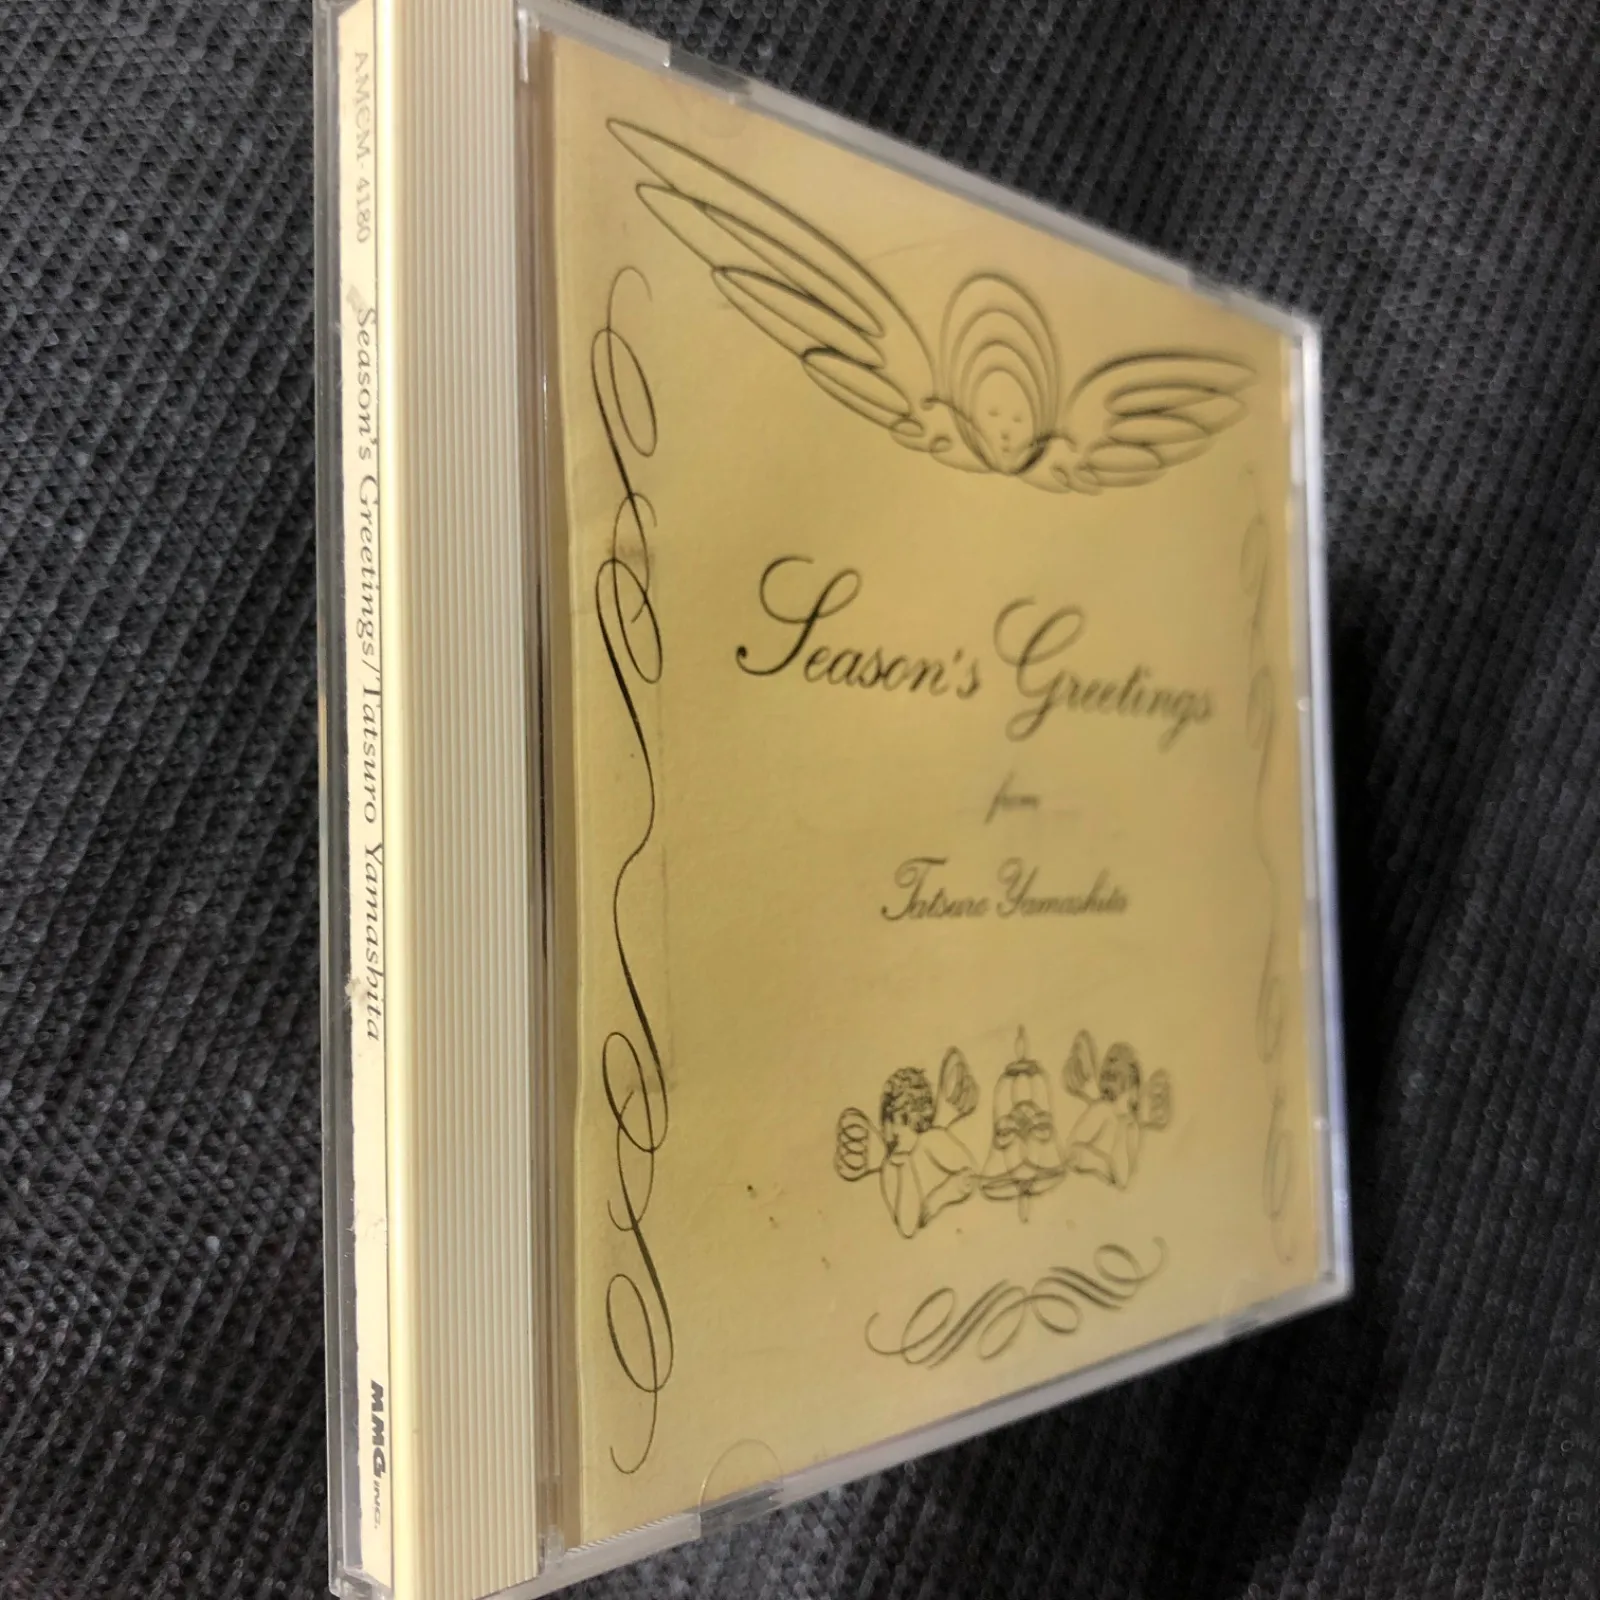 AMCM-4180 Season's Greetings/Tatsuro Yamashita MMG INC.
Season's Greetings
from
Tatsuro Yamashita